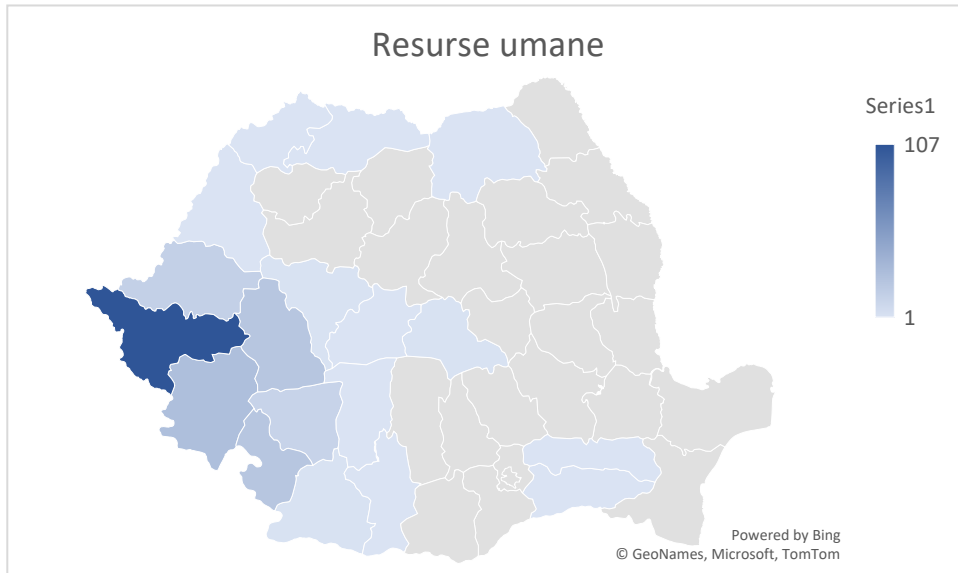 Resurse umane
Series1
107
1
Powered by Bing
© GeoNames, Microsoft, TomTom